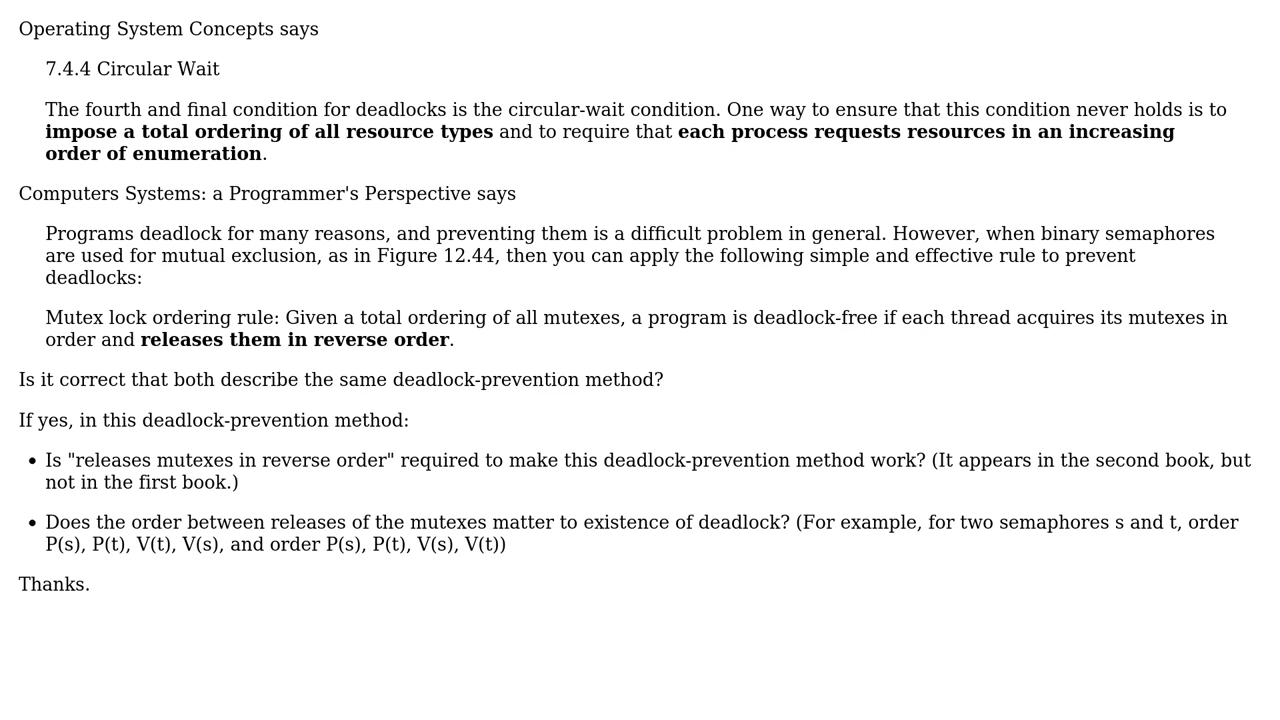 Operating System Concepts says
7.4.4 Circular Wait
The fourth and final condition for deadlocks is the circular-wait condition. One way to ensure that this condition never holds is to
impose a total ordering of all resource types and to require that each process requests resources in an increasing
order of enumeration.
Computers Systems: a Programmer's Perspective says
Programs deadlock for many reasons, and preventing them is a difficult problem in general. However, when binary semaphores
are used for mutual exclusion, as in Figure 12.44, then you can apply the following simple and effective rule to prevent
deadlocks:
Mutex lock ordering rule: Given a total ordering of all mutexes, a program is deadlock-free if each thread acquires its mutexes in
order and releases them in reverse order.
Is it correct that both describe the same deadlock-prevention method?
If yes, in this deadlock-prevention method:
• Is "releases mutexes in reverse order" required to make this deadlock-prevention method work? (It appears in the second book, but
not in the first book.)
• Does the order between releases of the mutexes matter to existence of deadlock? (For example, for two semaphores s and t, order
P(s), P(t), V(t), V(s), and order P(s), P(t), V(s), V(t))
Thanks.